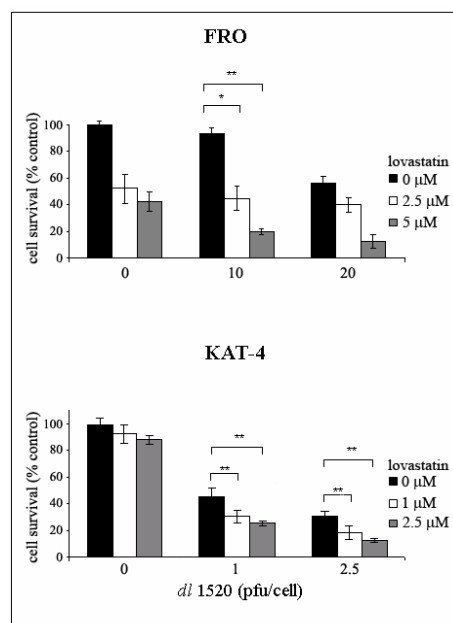 FRO
**
*
cell survival (% control)
100
80
60
40
20
0
0
10
20
lovastatin
0 µM
2.5 µM
5 µM
KAT-4
**
**
**
**
cell survival (% control)
100
80
60
40
20
0
0
1
2.5
dl 1520 (pfu/cell)
lovastatin
0 µM
1 µM
2.5 µM